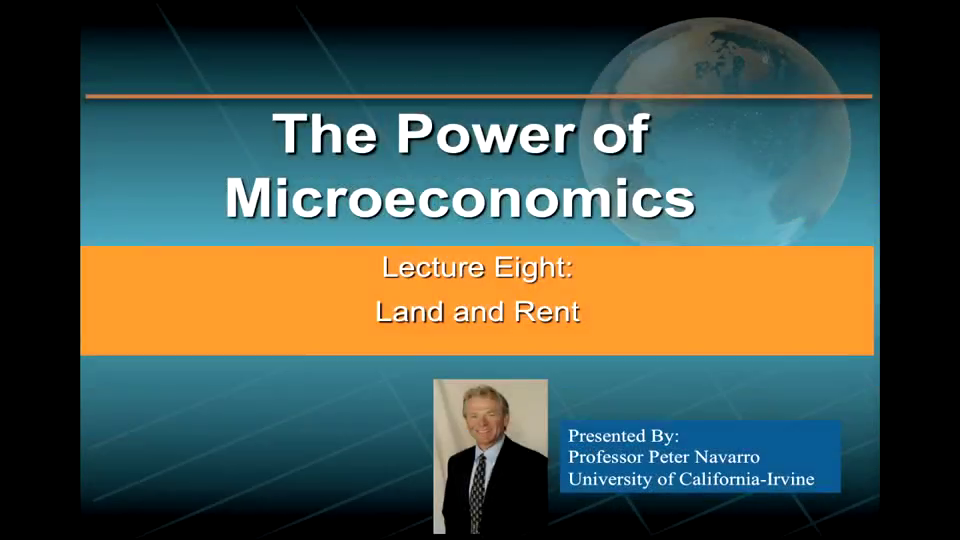 The Power of
Microeconomics
Lecture Eight:
Land and Rent
Presented By:
Professor Peter Navarro
University of California-Irvine